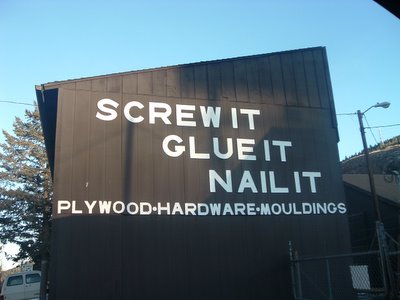 SCREW IT
GLUE IT
NAIL IT
PLYWOOD•HARDWARE•MOULDINGS